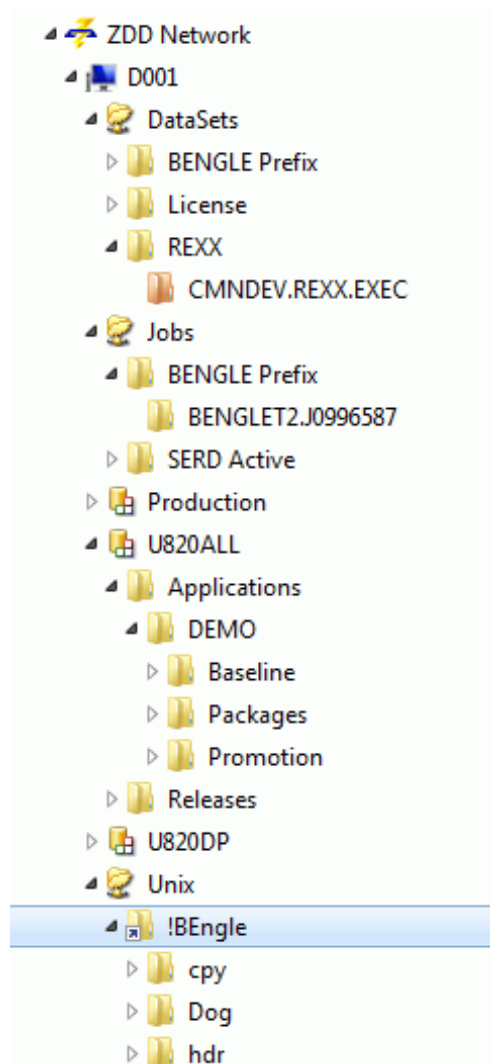 ZDD Network
D001
DataSets
BENGLE Prefix
License
REXX
CMNDEV.REXX.EXEC
Jobs
BENGLE Prefix
BENGLET2.J0996587
SERD Active
Production
U820ALL
Applications
DEMO
Baseline
Packages
Promotion
Releases
U820DP
Unix
!BEngle
cpy
Dog
hdr